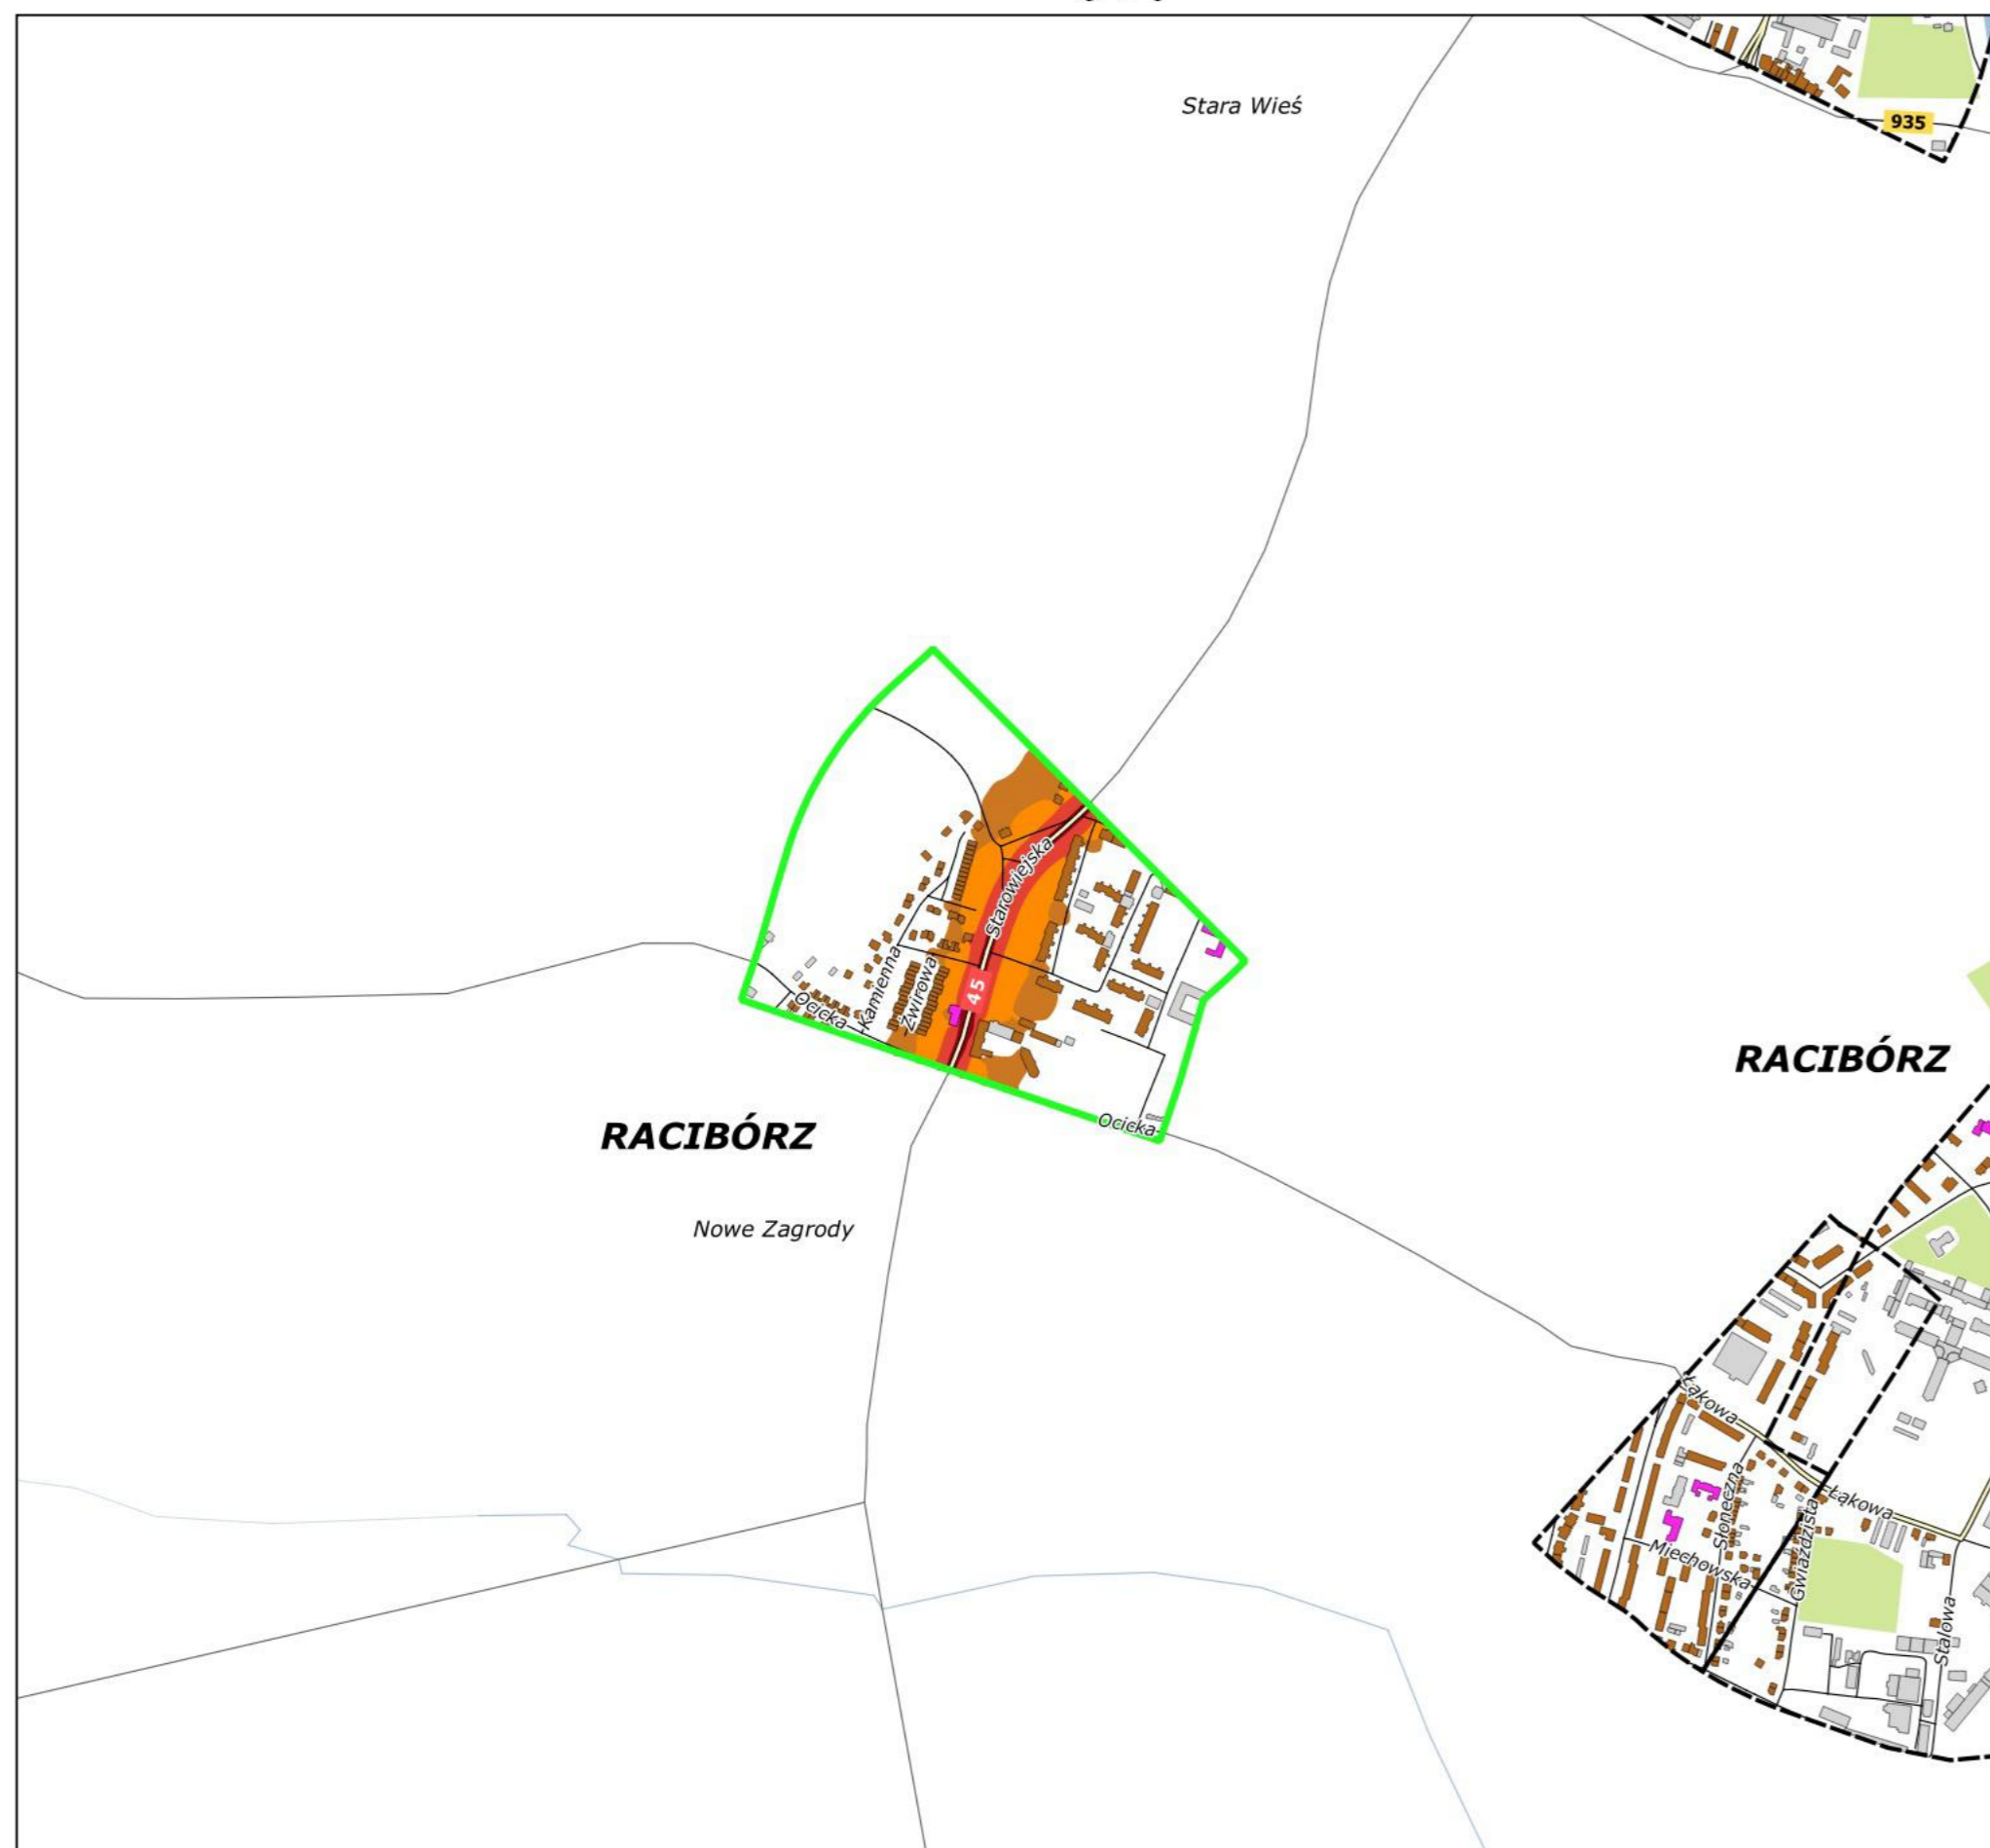 Stara Wieś
935
Starowiejska
45
Kamienna
Żwirowa
Ocicka
Ocicka
RACIBÓRZ
RACIBÓRZ
Nowe Zagrody
Łąkowa
Łąkowa
Słoneczna
Gwiaździsta
Miechowska
Stalowa